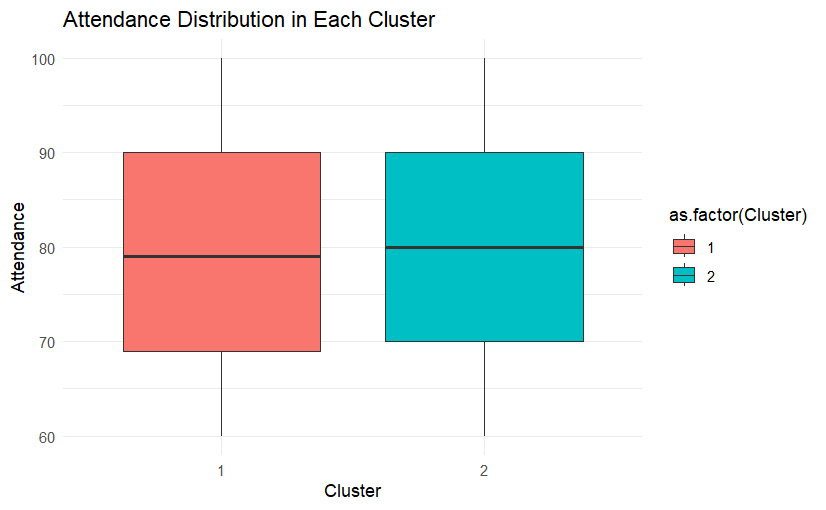 Attendance Distribution in Each Cluster
100
90
80
70
60
Attendance
1
2
Cluster
as.factor(Cluster)
1
2